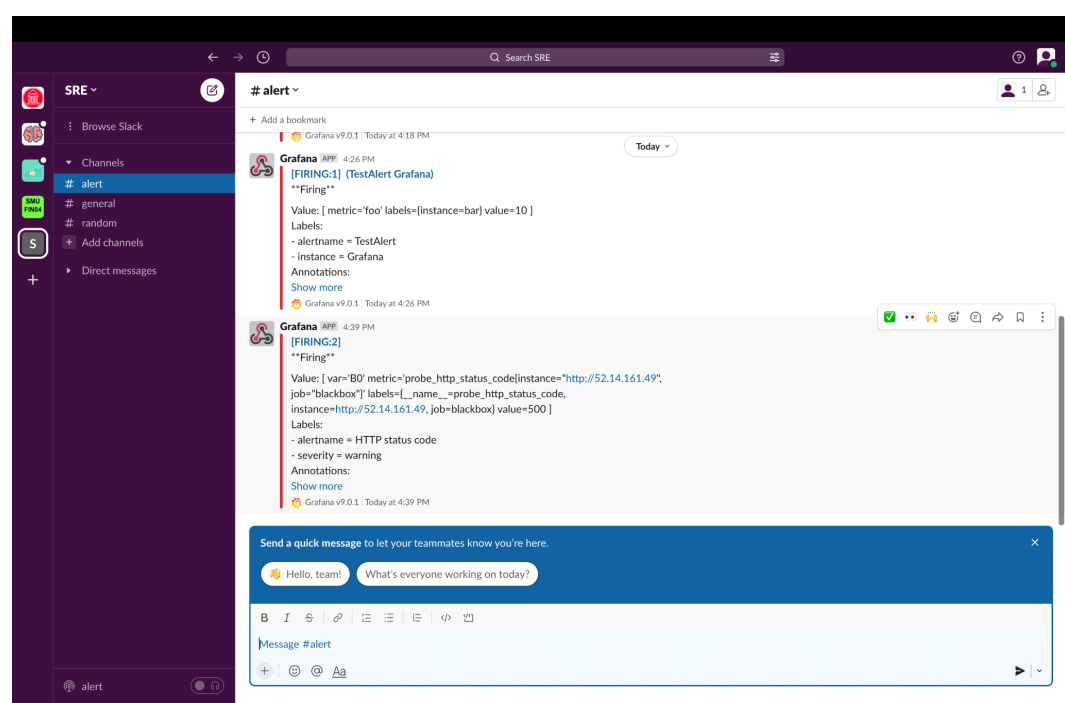 Search SRE
SRE
Browse Slack
Channels
# alert
# general
# random
+ Add channels
Direct messages
SMU
FIN04
S
alert
# alert
1
+ Add a bookmark
Grafana v9.0.1 | Today at 4:18 PM
Today
Grafana APP 4:26 PM
[FIRING:1] (TestAlert Grafana)
**Firing**
Value: [ metric='foo' labels={instance=bar} value=10 ]
Labels:
- alertname = TestAlert
- instance = Grafana
Annotations:
Show more
Grafana v9.0.1 | Today at 4:26 PM
Grafana APP 4:39 PM
[FIRING:2]
**Firing**
Value: [ var='B0' metric='probe_http_status_code{instance="http://52.14.161.49",
job="blackbox"}' labels={__name__=probe_http_status_code,
instance=http://52.14.161.49, job=blackbox} value=500 ]
Labels:
- alertname = HTTP status code
- severity = warning
Annotations:
Show more
Grafana v9.0.1 | Today at 4:39 PM
Send a quick message to let your teammates know you're here.
Hello, team!
What's everyone working on today?
B I S
Message #alert
+ @ Aa